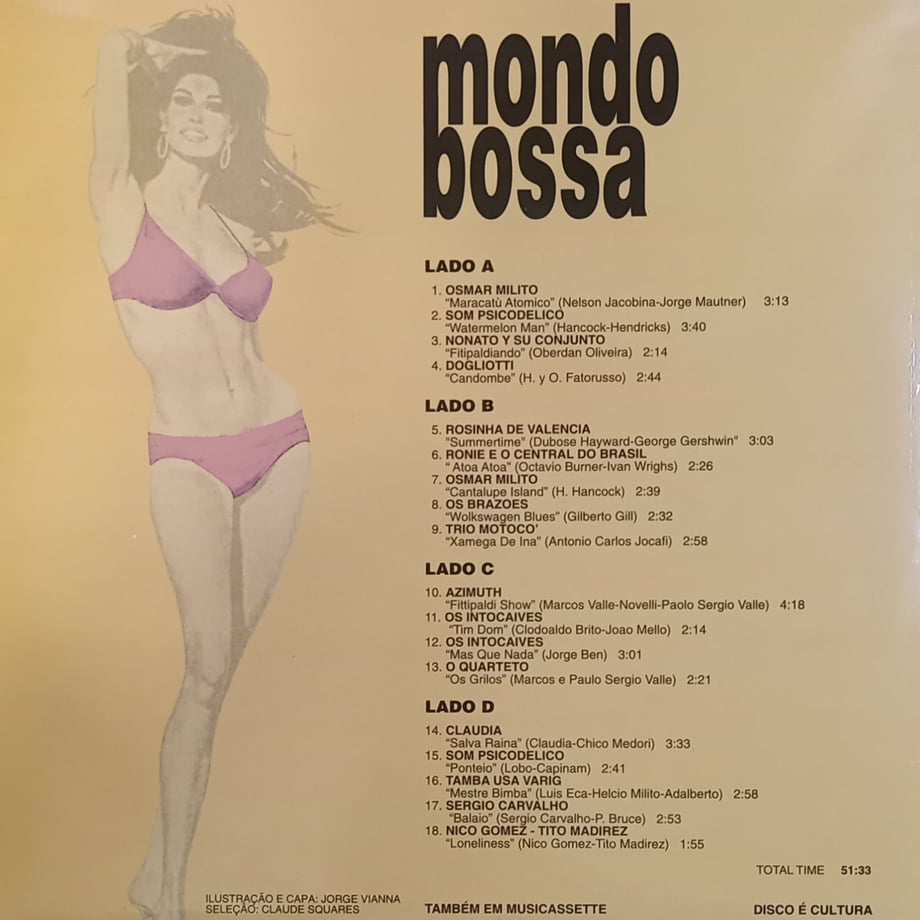 mondo
bossa
LADO A
1. OSMAR MILITO
"Maracatù Atomico" (Nelson Jacobina-Jorge Mautner) 3:13
2. SOM PSICODELICO
"Watermelon Man" (Hancock-Hendricks) 3:40
3. NONATO Y SU CONJUNTO
"Fitipaldiando" (Oberdan Oliveira) 2:14
4. DOGLIOTTI
"Candombe" (H. y O. Fatorusso) 2:44
LADO B
5. ROSINHA DE VALENCIA
"Summertime" (Dubose Hayward-George Gershwin" 3:03
6. RONIE E O CENTRAL DO BRASIL
" Atoa Atoa" (Octavio Burner-Ivan Wrighs) 2:26
7. OSMAR MILITO
"Cantalupe Island" (H. Hancock) 2:39
8. OS BRAZOES
"Wolkswagen Blues" (Gilberto Gill) 2:32
9. TRIO MOTOCO'
"Xamega De Ina" (Antonio Carlos Jocafi) 2:58
LADO C
10. AZIMUTH
"Fittipaldi Show" (Marcos Valle-Novelli-Paolo Sergio Valle) 4:18
11. OS INTOCAIVES
"Tim Dom" (Clodoaldo Brito-Joao Mello) 2:14
12. OS INTOCAIVES
"Mas Que Nada" (Jorge Ben) 3:01
13. O QUARTETO
"Os Grilos" (Marcos e Paulo Sergio Valle) 2:21
LADO D
14. CLAUDIA
"Salva Raina" (Claudia-Chico Medori) 3:33
15. SOM PSICODELICO
"Ponteio" (Lobo-Capinam) 2:41
16. TAMBA USA VARIG
"Mestre Bimba" (Luis Eca-Helcio Milito-Adalberto) 2:58
17. SERGIO CARVALHO
"Balaio" (Sergio Carvalho-P. Bruce) 2:53
18. NICO GOMEZ - TITO MADIREZ
"Loneliness" (Nico Gomez-Tito Madirez) 1:55
TOTAL TIME 51:33
ILUSTRAÇÃO E CAPA: JORGE VIANNA
SELEÇÃO: CLAUDE SQUARES
TAMBÉM EM MUSICASSETTE
DISCO É CULTURA